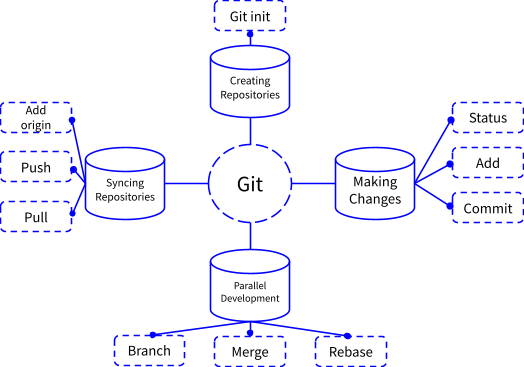 Git init
Creating
Repositories
Add
origin
Push
Pull
Syncing
Repositories
Git
Making
Changes
Status
Add
Commit
Parallel
Development
Branch
Merge
Rebase